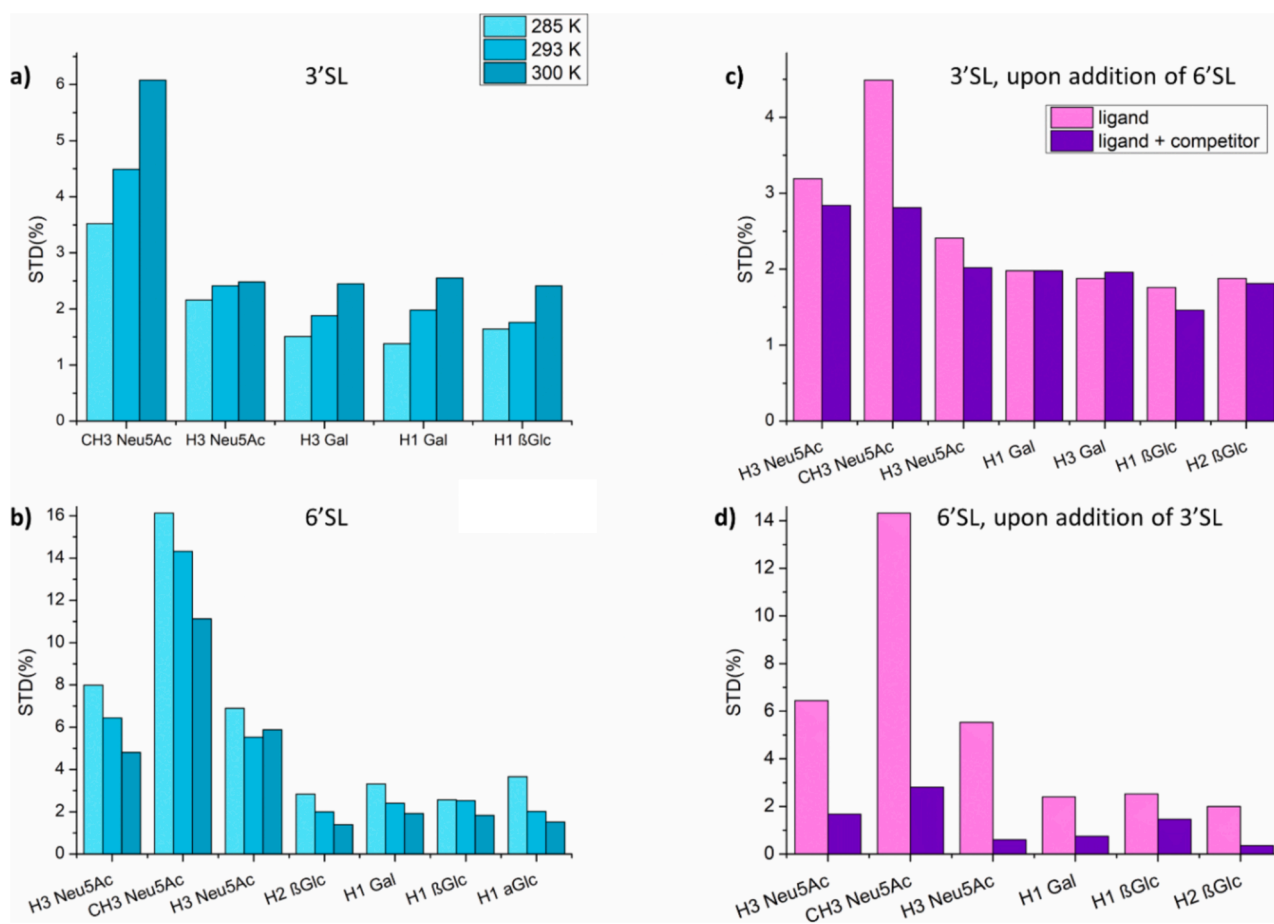 285 K
293 K
300 K
a)
3'SL
STD(%)
6
5
4
3
2
1
0
CH3 Neu5Ac
H3 Neu5Ac
H3 Gal
H1 Gal
H1 ßGlc
c)
3'SL, upon addition of 6'SL
ligand
ligand + competitor
STD(%)
4
3
2
1
0
H3 Neu5Ac
CH3 Neu5Ac
H3 Neu5Ac
H1 Gal
H3 Gal
H1 ßGlc
H2 ßGlc
b)
6'SL
STD(%)
16
14
12
10
8
6
4
2
0
H3 Neu5Ac
CH3 Neu5Ac
H3 Neu5Ac
H2 ßGlc
H1 Gal
H1 ßGlc
H1 aGlc
d)
6'SL, upon addition of 3'SL
STD(%)
14
12
10
8
6
4
2
0
H3 Neu5Ac
CH3 Neu5Ac
H3 Neu5Ac
H1 Gal
H1 ßGlc
H2 ßGlc